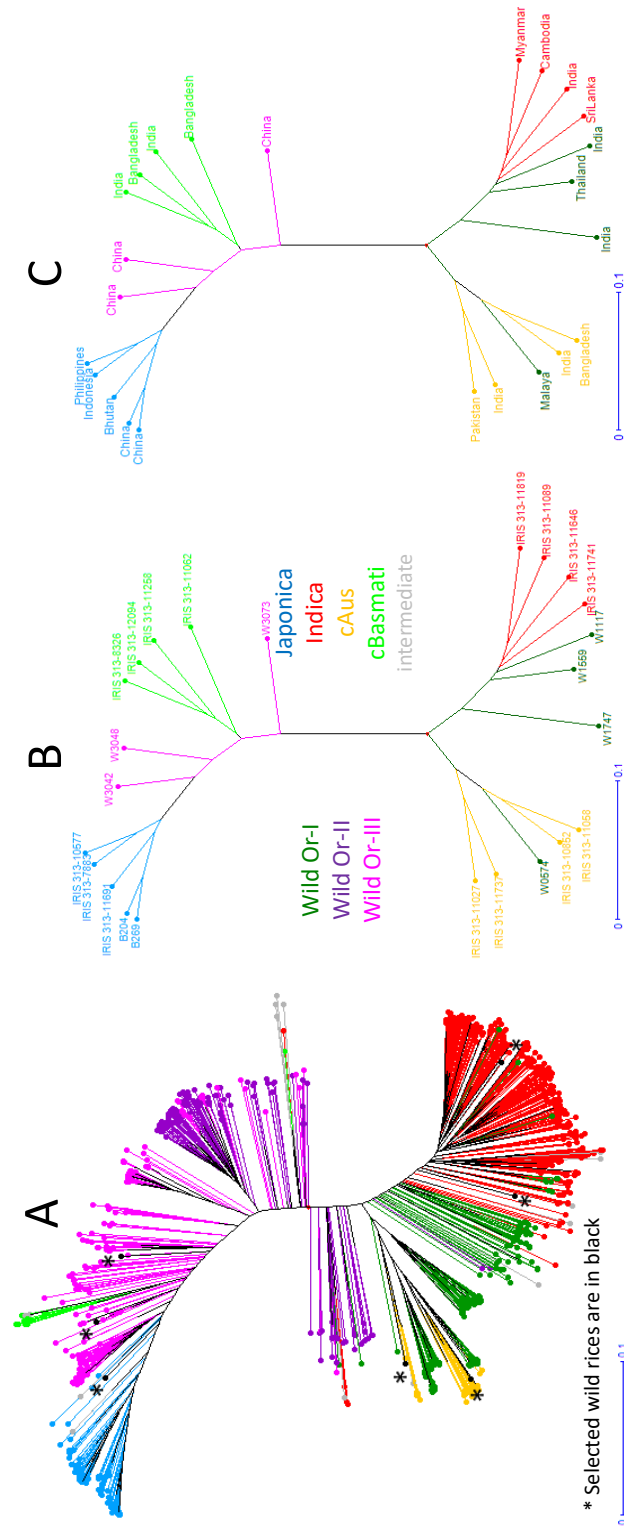 A
*
*
*
*
*
*
*
* Selected wild rices are in black
0
0.1
B
IRIS 313-10577
IRIS 313-7883
IRIS 313-11691
B204
B269
W3042
W3048
IRIS 313-8326
IRIS 313-12094
IRIS 313-11258
IRIS 313-11062
W3073
Wild Or-I
Wild Or-II
Wild Or-III
Japonica
Indica
cAus
cBasmati
intermediate
IRIS 313-11027
IRIS 313-11737
W0574
IRIS 313-10852
IRIS 313-11058
W1747
W1559
W1117
IRIS 313-11741
IRIS 313-11646
IRIS 313-11089
IRIS 313-11819
0
0.1
C
Philippines
Indonesia
Bhutan
China
China
China
China
India
Bangladesh
India
Bangladesh
China
Pakistan
India
Malaya
India
Bangladesh
India
Thailand
India
SriLanka
India
Cambodia
Myanmar
0
0.1